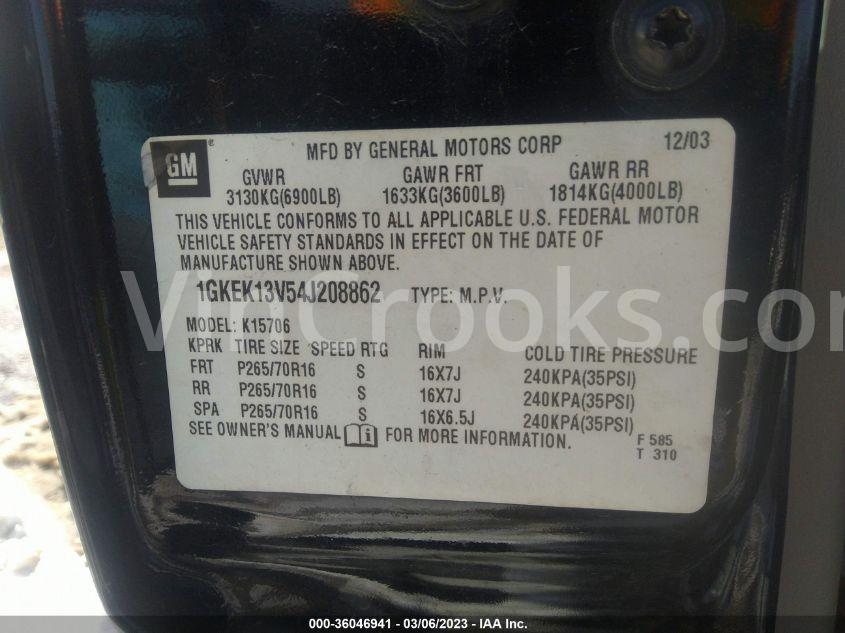 GM
®
MFD BY GENERAL MOTORS CORP 12/03
GVWR GAWR FRT GAWR RR
3130KG(6900LB) 1633KG(3600LB) 1814KG(4000LB)
THIS VEHICLE CONFORMS TO ALL APPLICABLE U.S. FEDERAL MOTOR
VEHICLE SAFETY STANDARDS IN EFFECT ON THE DATE OF
MANUFACTURE SHOWN ABOVE.
1GKEK13V54J208862 TYPE: M.P.V.
VinCrooks.com
MODEL: K15706
KPRK TIRE SIZE SPEED RTG RIM COLD TIRE PRESSURE
FRT P265/70R16 S 16X7J 240KPA(35PSI)
RR P265/70R16 S 16X7J 240KPA(35PSI)
SPA P265/70R16 S 16X6.5J 240KPA(35PSI)
SEE OWNER'S MANUAL i FOR MORE INFORMATION.
F 585
T 310
000-36046941 — 03/06/2023 — IAA Inc.